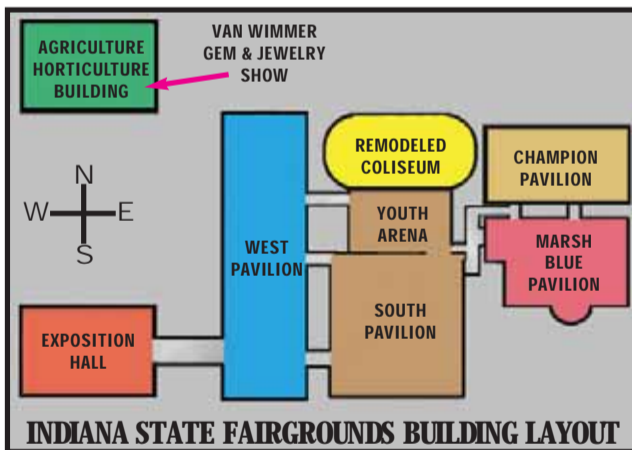 AGRICULTURE
HORTICULTURE
BUILDING
VAN WIMMER
GEM & JEWELRY
SHOW
REMODELED
COLISEUM
CHAMPION
PAVILION
N
W
E
S
YOUTH
ARENA
WEST
PAVILION
MARSH
BLUE
PAVILION
SOUTH
PAVILION
EXPOSITION
HALL
INDIANA STATE FAIRGROUNDS BUILDING LAYOUT